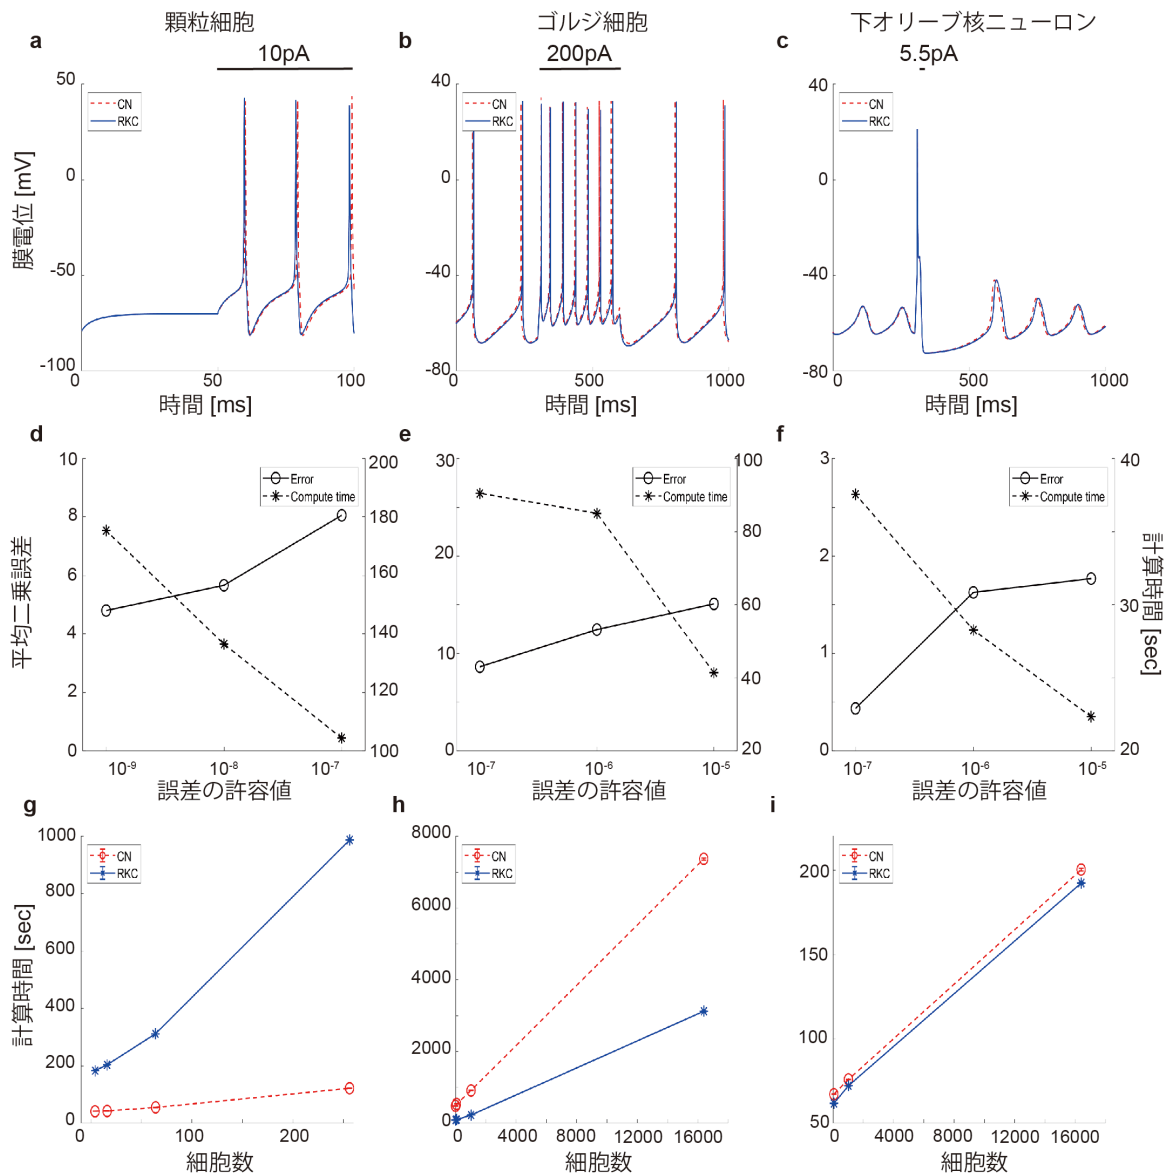 顆粒細胞
ゴルジ細胞
下オリーブ核ニューロン
a
10pA
b
200pA
c
5.5pA
膜電位 [mV]
50
0
-50
-100
CN
RKC
0
50
100
時間 [ms]
40
0
-40
-80
CN
RKC
0
500
1000
時間 [ms]
40
0
-40
-80
CN
RKC
0
500
1000
時間 [ms]
d
平均二乗誤差
10
8
6
4
2
0
Error
Compute time
200
180
160
140
120
100
10-9
10-8
10-7
誤差の許容値
e
30
20
10
0
Error
Compute time
100
80
60
40
20
10-7
10-6
10-5
誤差の許容値
f
3
2
1
0
Error
Compute time
40
30
20
計算時間 [sec]
10-7
10-6
10-5
誤差の許容値
g
計算時間 [sec]
1000
800
600
400
200
0
CN
RKC
0
100
200
細胞数
h
8000
6000
4000
2000
0
CN
RKC
0
4000
8000
12000
16000
細胞数
i
200
150
100
50
CN
RKC
0
4000
8000
12000
16000
細胞数